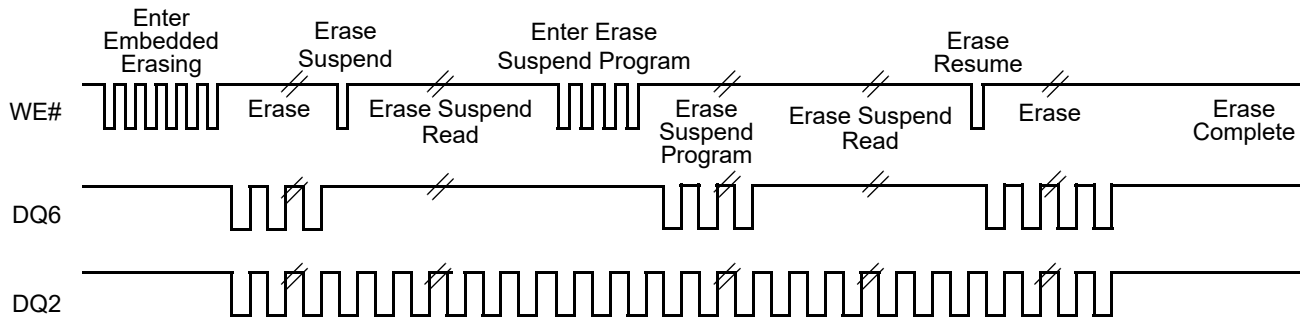 Enter
Embedded
Erasing
Erase
Suspend
Enter Erase
Suspend Program
Erase
Resume
WE#
Erase
Erase Suspend
Read
Erase
Suspend
Program
Erase Suspend
Read
Erase
Erase
Complete
DQ6
DQ2